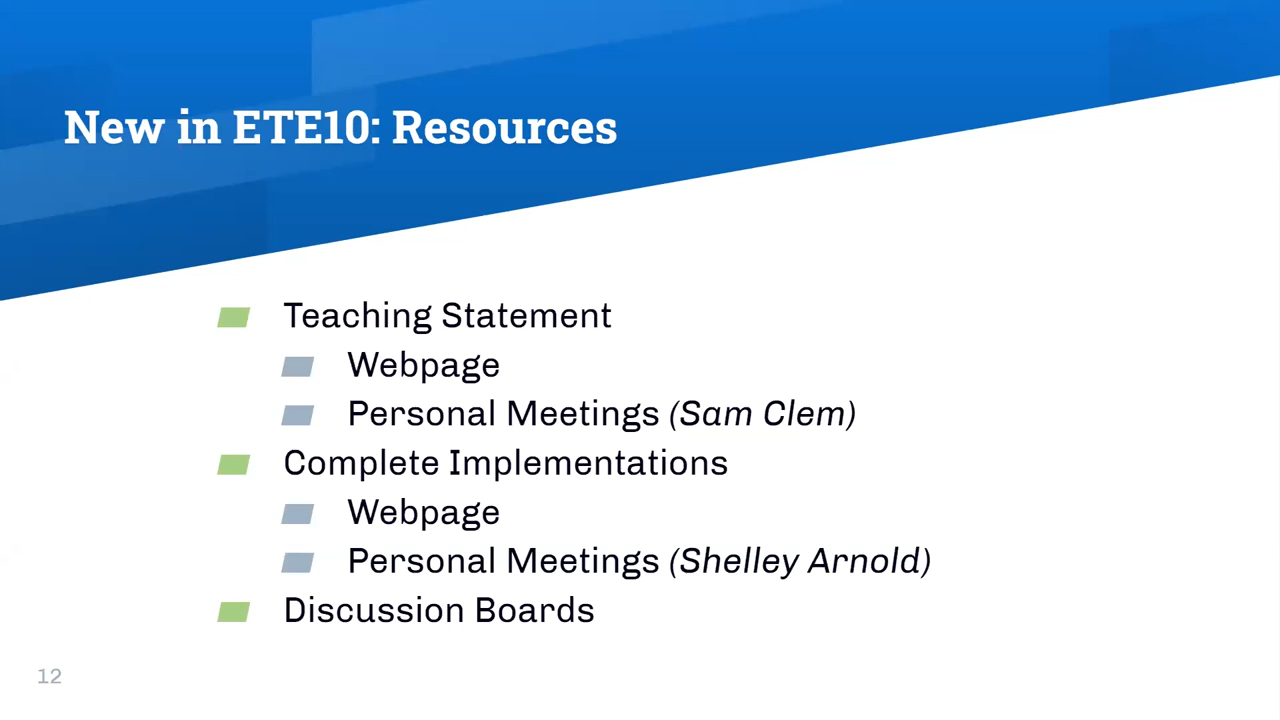 New in ETE10: Resources
Teaching Statement
Webpage
Personal Meetings (Sam Clem)
Complete Implementations
Webpage
Personal Meetings (Shelley Arnold)
Discussion Boards
12